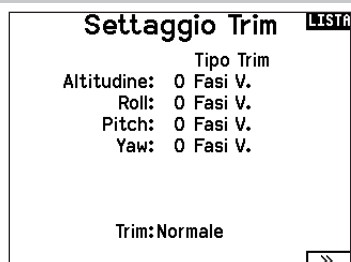 Settaggio Trim LISTA
Tipo Trim
Altitudine: 0 Fasi V.
Roll: 0 Fasi V.
Pitch: 0 Fasi V.
Yaw: 0 Fasi V.
Trim: Normale
>>